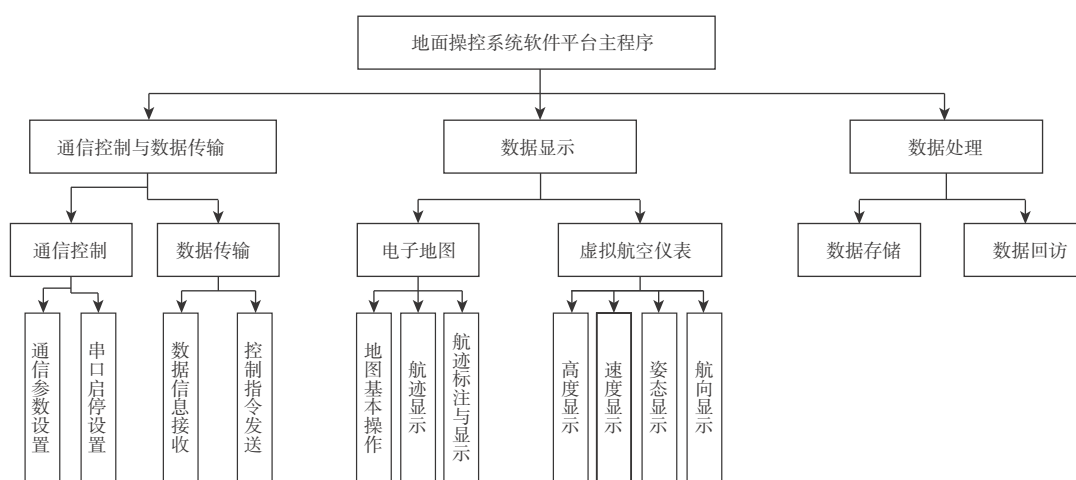 地面操控系统软件平台主程序
通信控制与数据传输
数据显示
数据处理
通信控制
数据传输
电子地图
虚拟航空仪表
数据存储
数据回访
通信参数设置
串口启停设置
数据信息接收
控制指令发送
地图基本操作
航迹显示
航迹标注与显示
高度显示
速度显示
姿态显示
航向显示